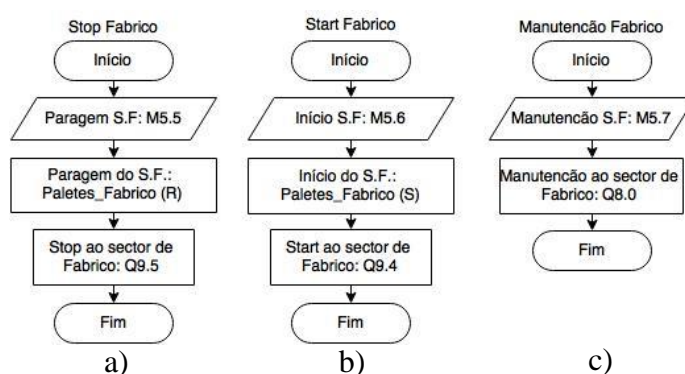 Stop Fabrico
Início
Paragem S.F: M5.5
Paragem do S.F.:
Paletes_Fabrico (R)
Stop ao sector de
Fabrico: Q9.5
Fim
a)
Start Fabrico
Início
Início S.F: M5.6
Início do S.F.:
Paletes_Fabrico (S)
Start ao sector de
Fabrico: Q9.4
Fim
b)
Manutencão Fabrico
Início
Manutencão S.F: M5.7
Manutencão ao sector de
Fabrico: Q8.0
Fim
c)